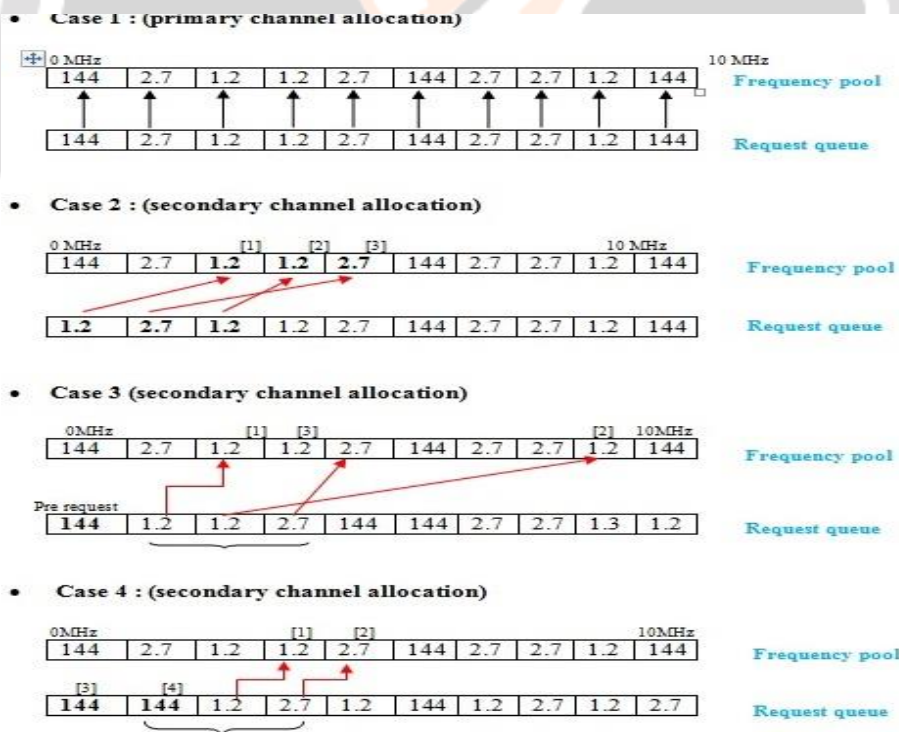 • Case 1 : (primary channel allocation)
0 MHz 10 MHz
144 2.7 1.2 1.2 2.7 144 2.7 2.7 1.2 144 Frequency pool
144 2.7 1.2 1.2 2.7 144 2.7 2.7 1.2 144 Request queue
• Case 2 : (secondary channel allocation)
0 MHz [1] [2] [3] 10 MHz
144 2.7 1.2 1.2 2.7 144 2.7 2.7 1.2 144 Frequency pool
1.2 2.7 1.2 1.2 2.7 144 2.7 2.7 1.2 144 Request queue
• Case 3 (secondary channel allocation)
0MHz [1] [3] [2] 10MHz
144 2.7 1.2 1.2 2.7 144 2.7 2.7 1.2 144 Frequency pool
Pre request
144 1.2 1.2 2.7 144 144 2.7 2.7 1.3 1.2 Request queue
• Case 4 : (secondary channel allocation)
0MHz [1] [2] 10MHz
144 2.7 1.2 1.2 2.7 144 2.7 2.7 1.2 144 Frequency pool
[3] [4]
144 144 1.2 2.7 1.2 144 1.2 2.7 1.2 2.7 Request queue